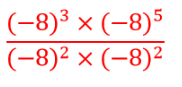 (−8)³ × (−8)⁵
(−8)² × (−8)²